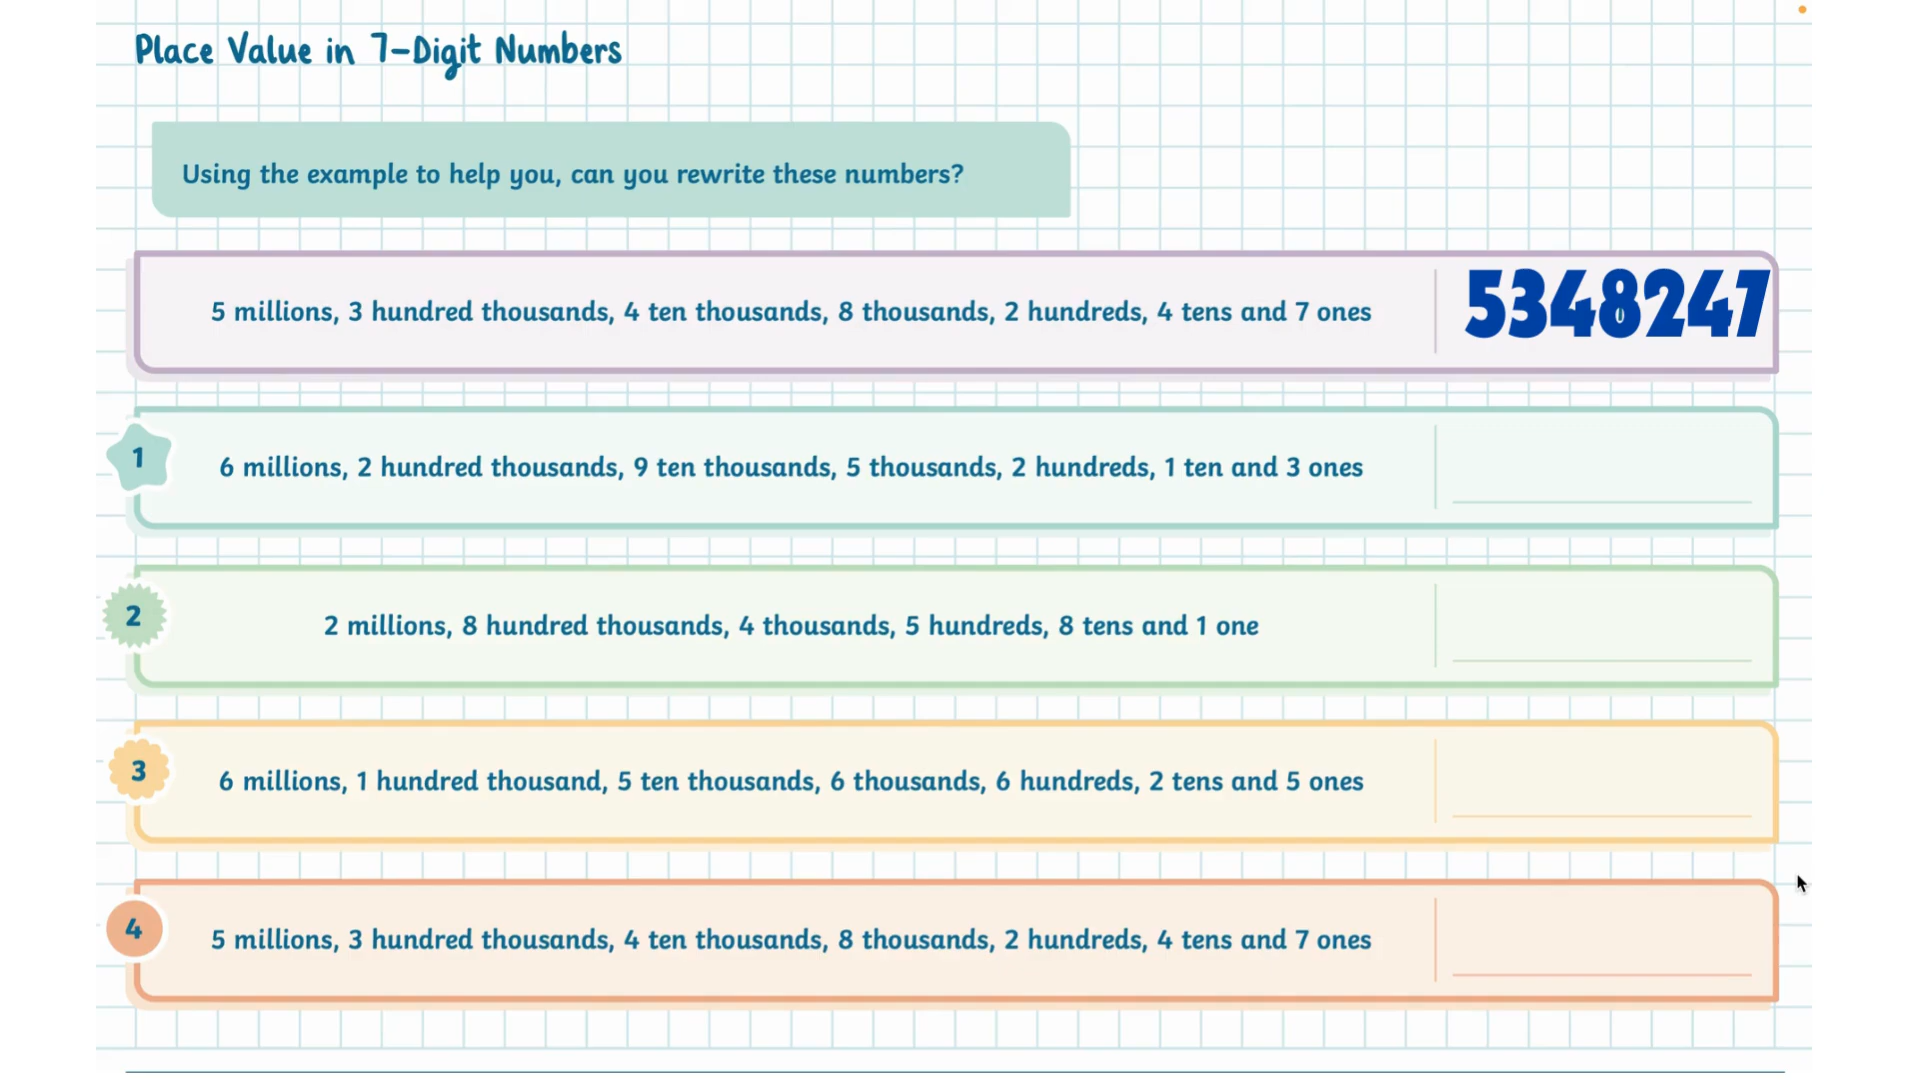 Place Value in 7-Digit Numbers
Using the example to help you, can you rewrite these numbers?
5 millions, 3 hundred thousands, 4 ten thousands, 8 thousands, 2 hundreds, 4 tens and 7 ones
5348247
1
6 millions, 2 hundred thousands, 9 ten thousands, 5 thousands, 2 hundreds, 1 ten and 3 ones
2
2 millions, 8 hundred thousands, 4 thousands, 5 hundreds, 8 tens and 1 one
3
6 millions, 1 hundred thousand, 5 ten thousands, 6 thousands, 6 hundreds, 2 tens and 5 ones
4
5 millions, 3 hundred thousands, 4 ten thousands, 8 thousands, 2 hundreds, 4 tens and 7 ones